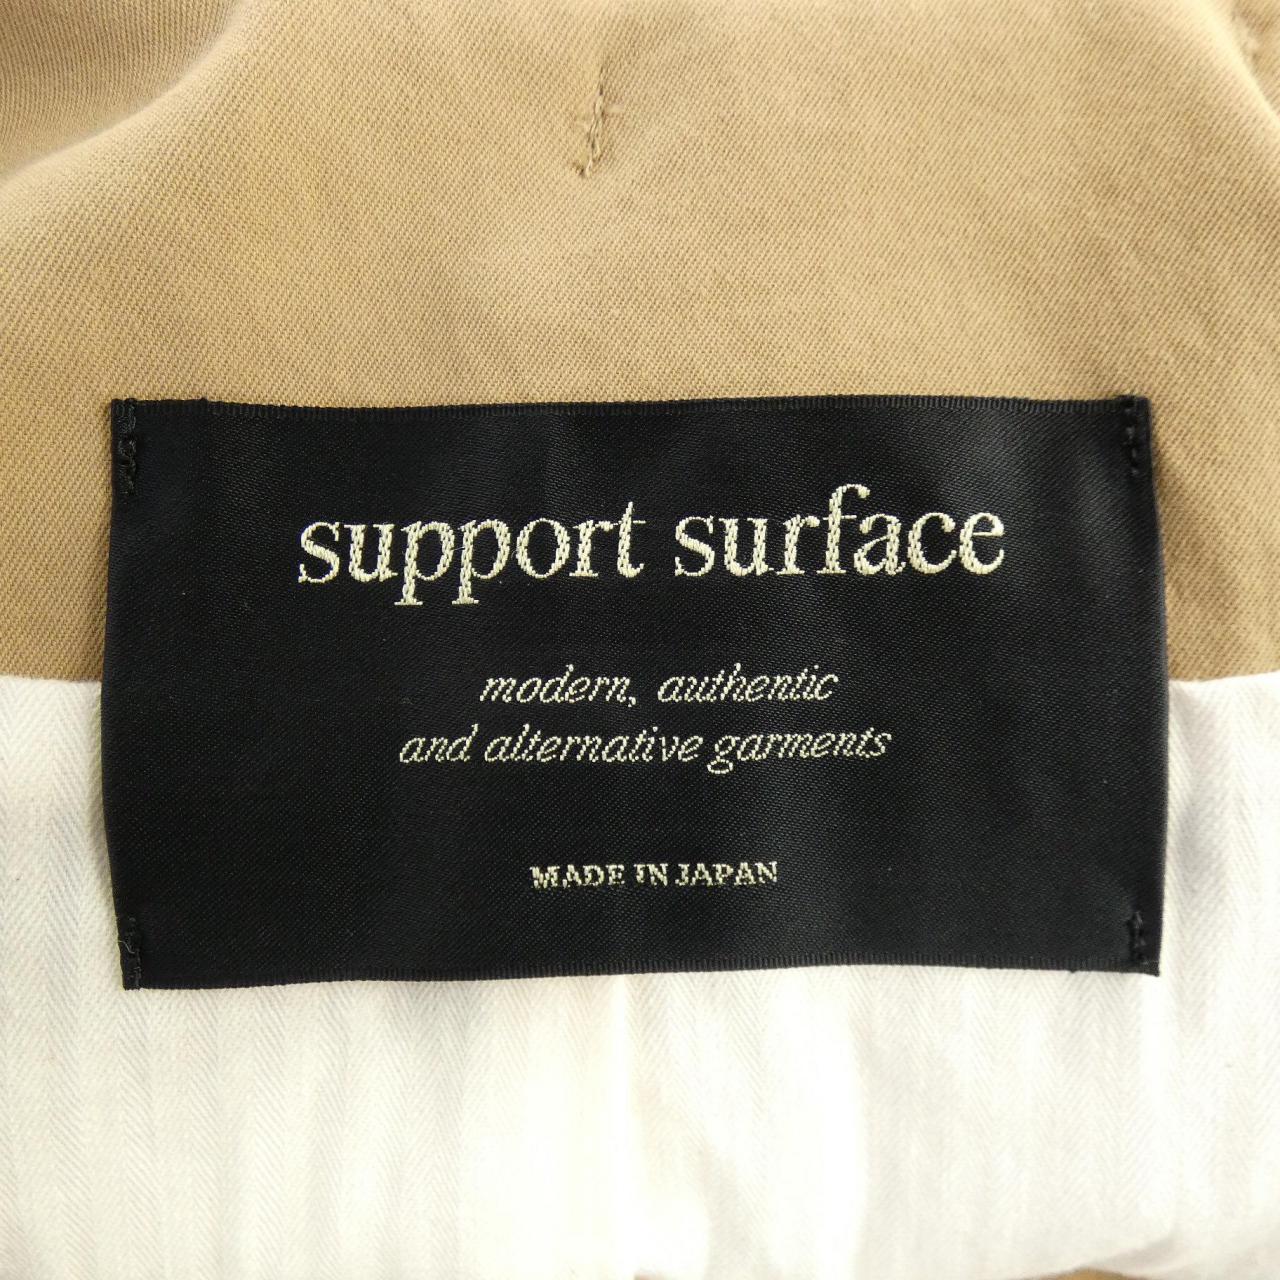 support surface
modern, authentic
and alternative garments
MADE IN JAPAN